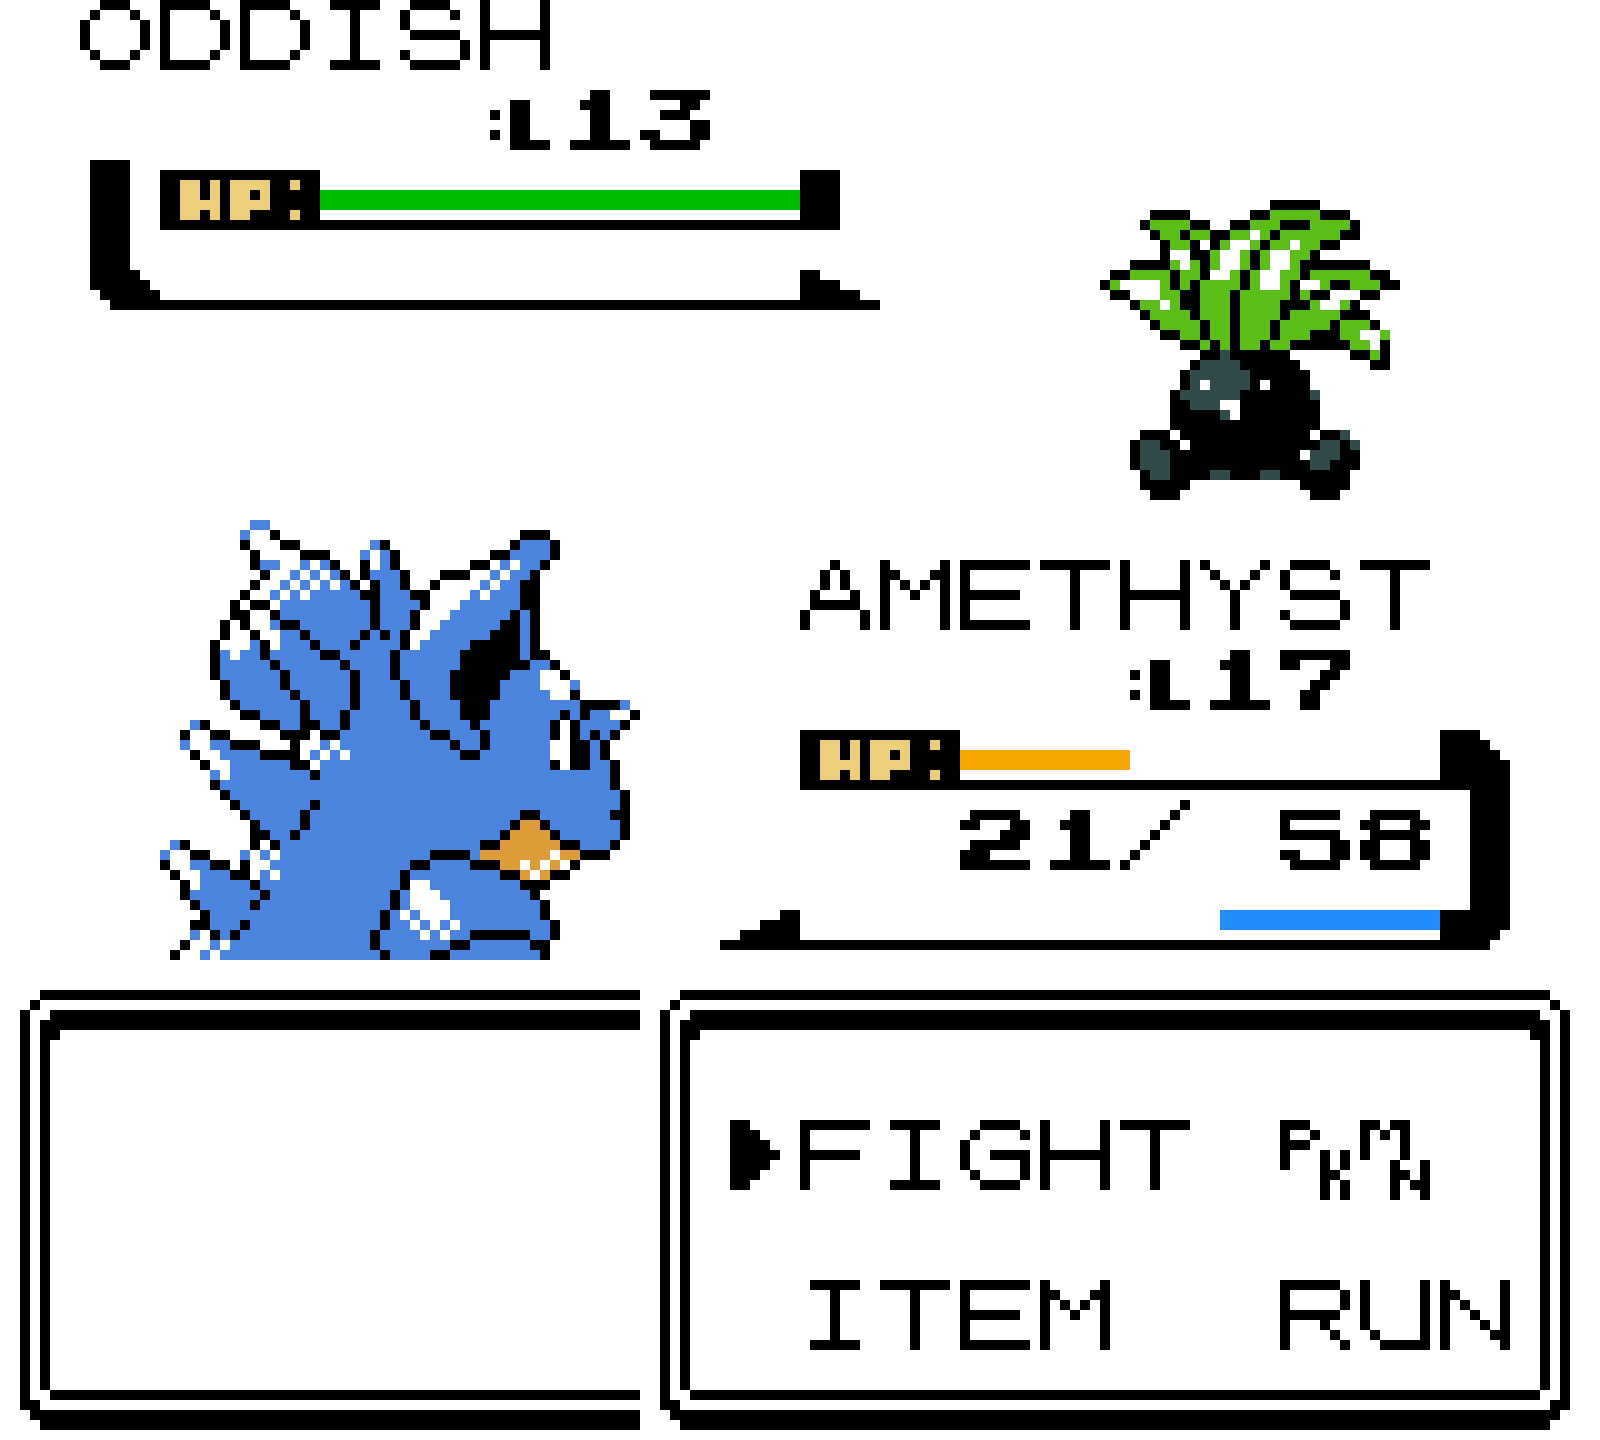 ODDISH
:L13
HP:
AMETHYST
:L17
HP:
21/ 58
▶FIGHT PKMN
ITEM RUN